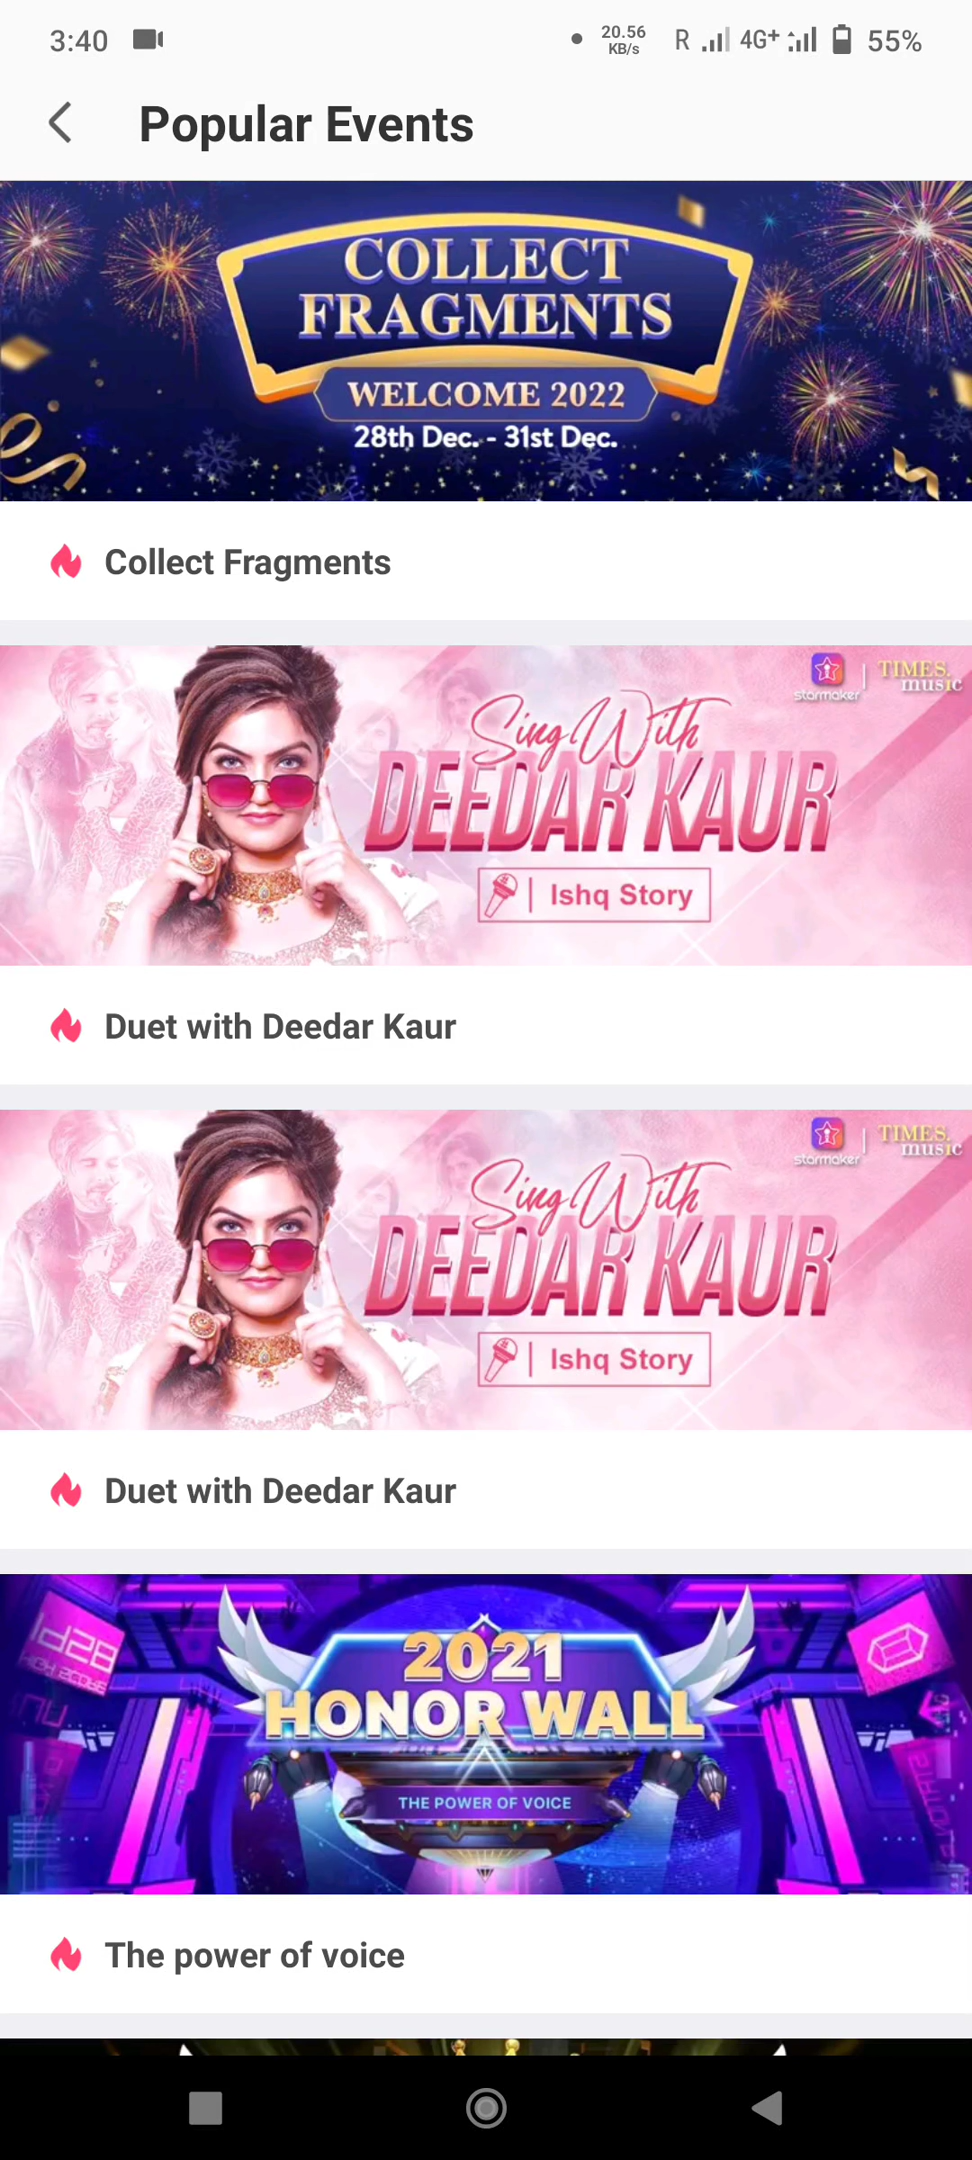 3:40
20.56
KB/s
R
4G+
55%
Popular Events
COLLECT
FRAGMENTS
WELCOME 2022
28th Dec. - 31st Dec.
Collect Fragments
starmaker
TIMES.
music
Sing With
DEEDAR KAUR
Ishq Story
Duet with Deedar Kaur
starmaker
TIMES.
music
Sing With
DEEDAR KAUR
Ishq Story
Duet with Deedar Kaur
2021
HONOR WALL
THE POWER OF VOICE
The power of voice